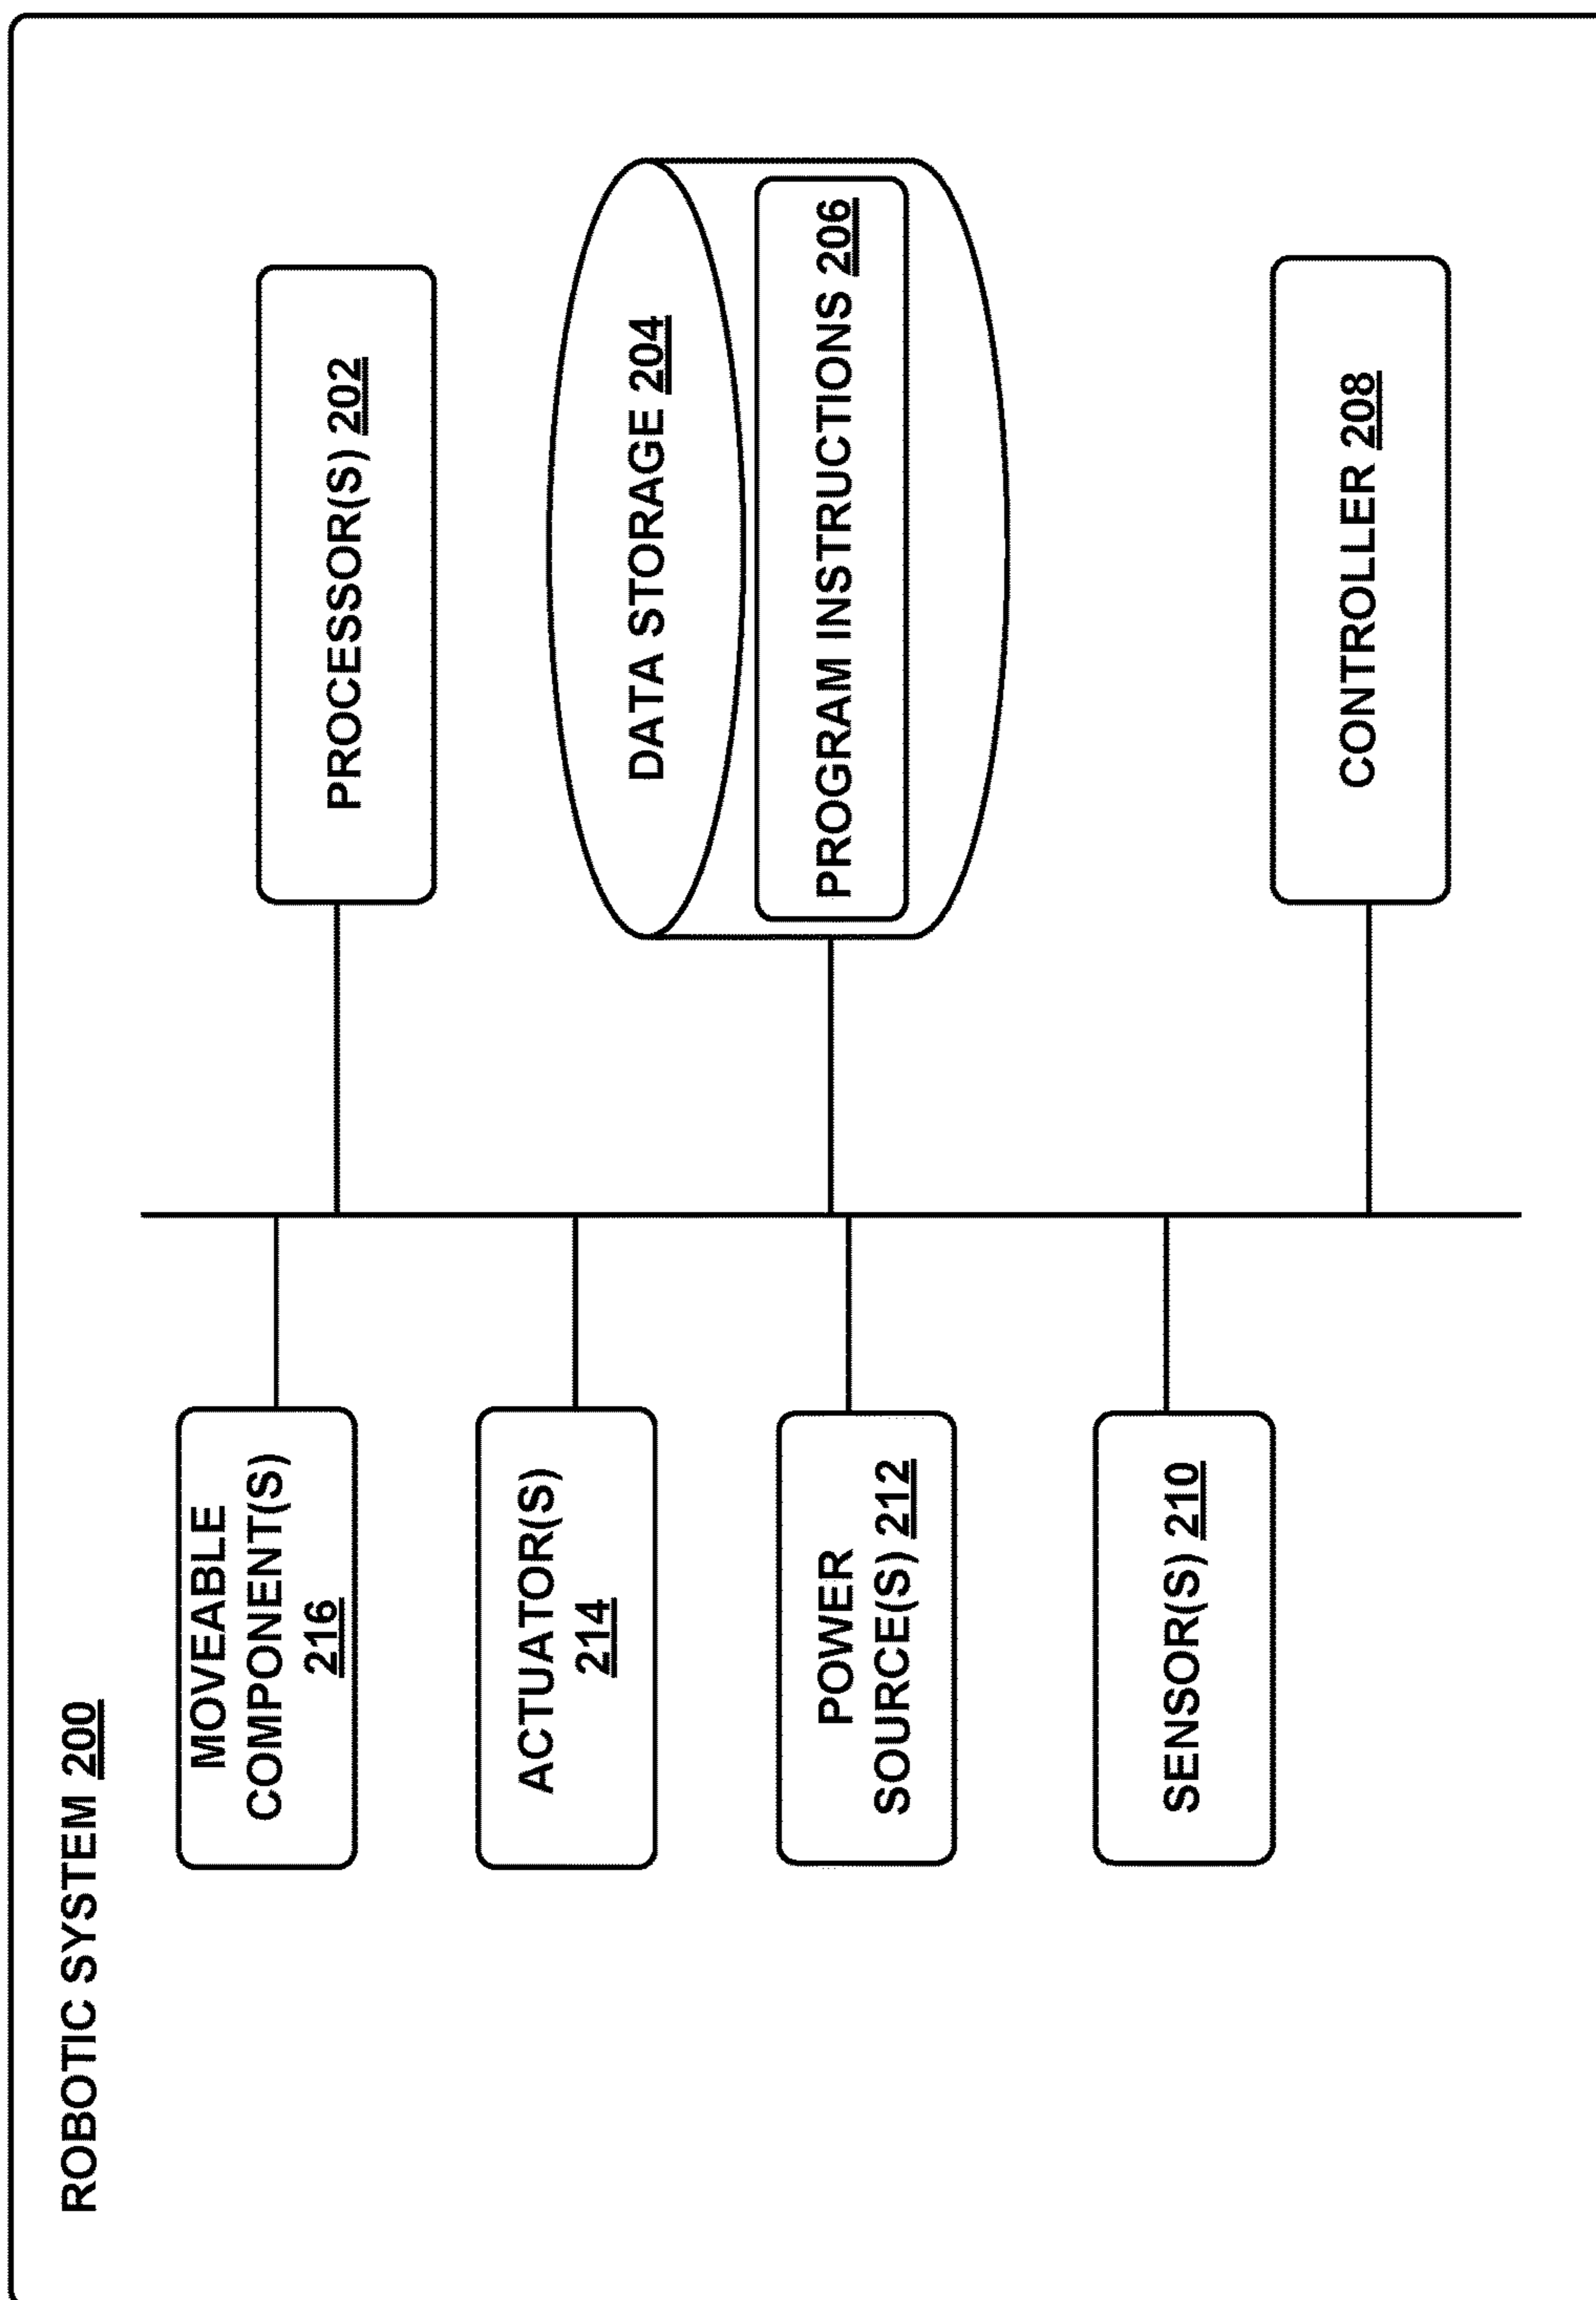 ROBOTIC SYSTEM 200
MOVEABLE
COMPONENT(S)
216
ACTUATOR(S)
214
POWER
SOURCE(S) 212
SENSOR(S) 210
PROCESSOR(S) 202
DATA STORAGE 204
PROGRAM INSTRUCTIONS 206
CONTROLLER 208